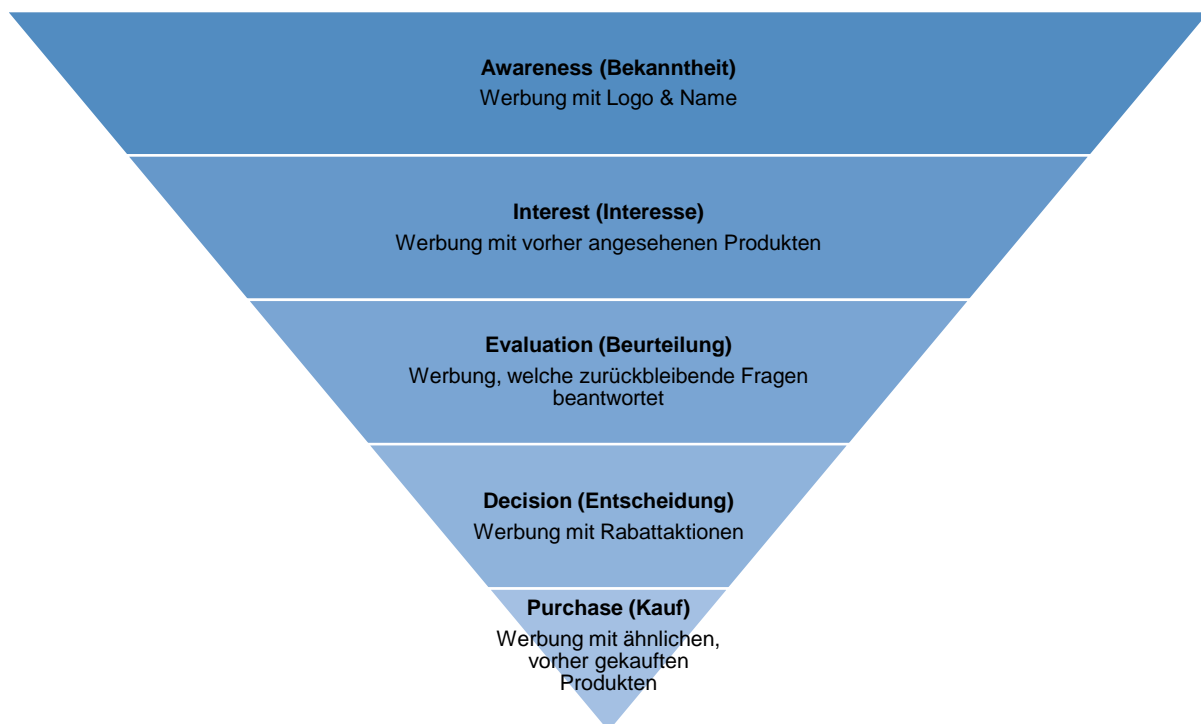 Awareness (Bekanntheit)
Werbung mit Logo & Name
Interest (Interesse)
Werbung mit vorher angesehenen Produkten
Evaluation (Beurteilung)
Werbung, welche zurückbleibende Fragen
beantwortet
Decision (Entscheidung)
Werbung mit Rabattaktionen
Purchase (Kauf)
Werbung mit ähnlichen,
vorher gekauften
Produkten